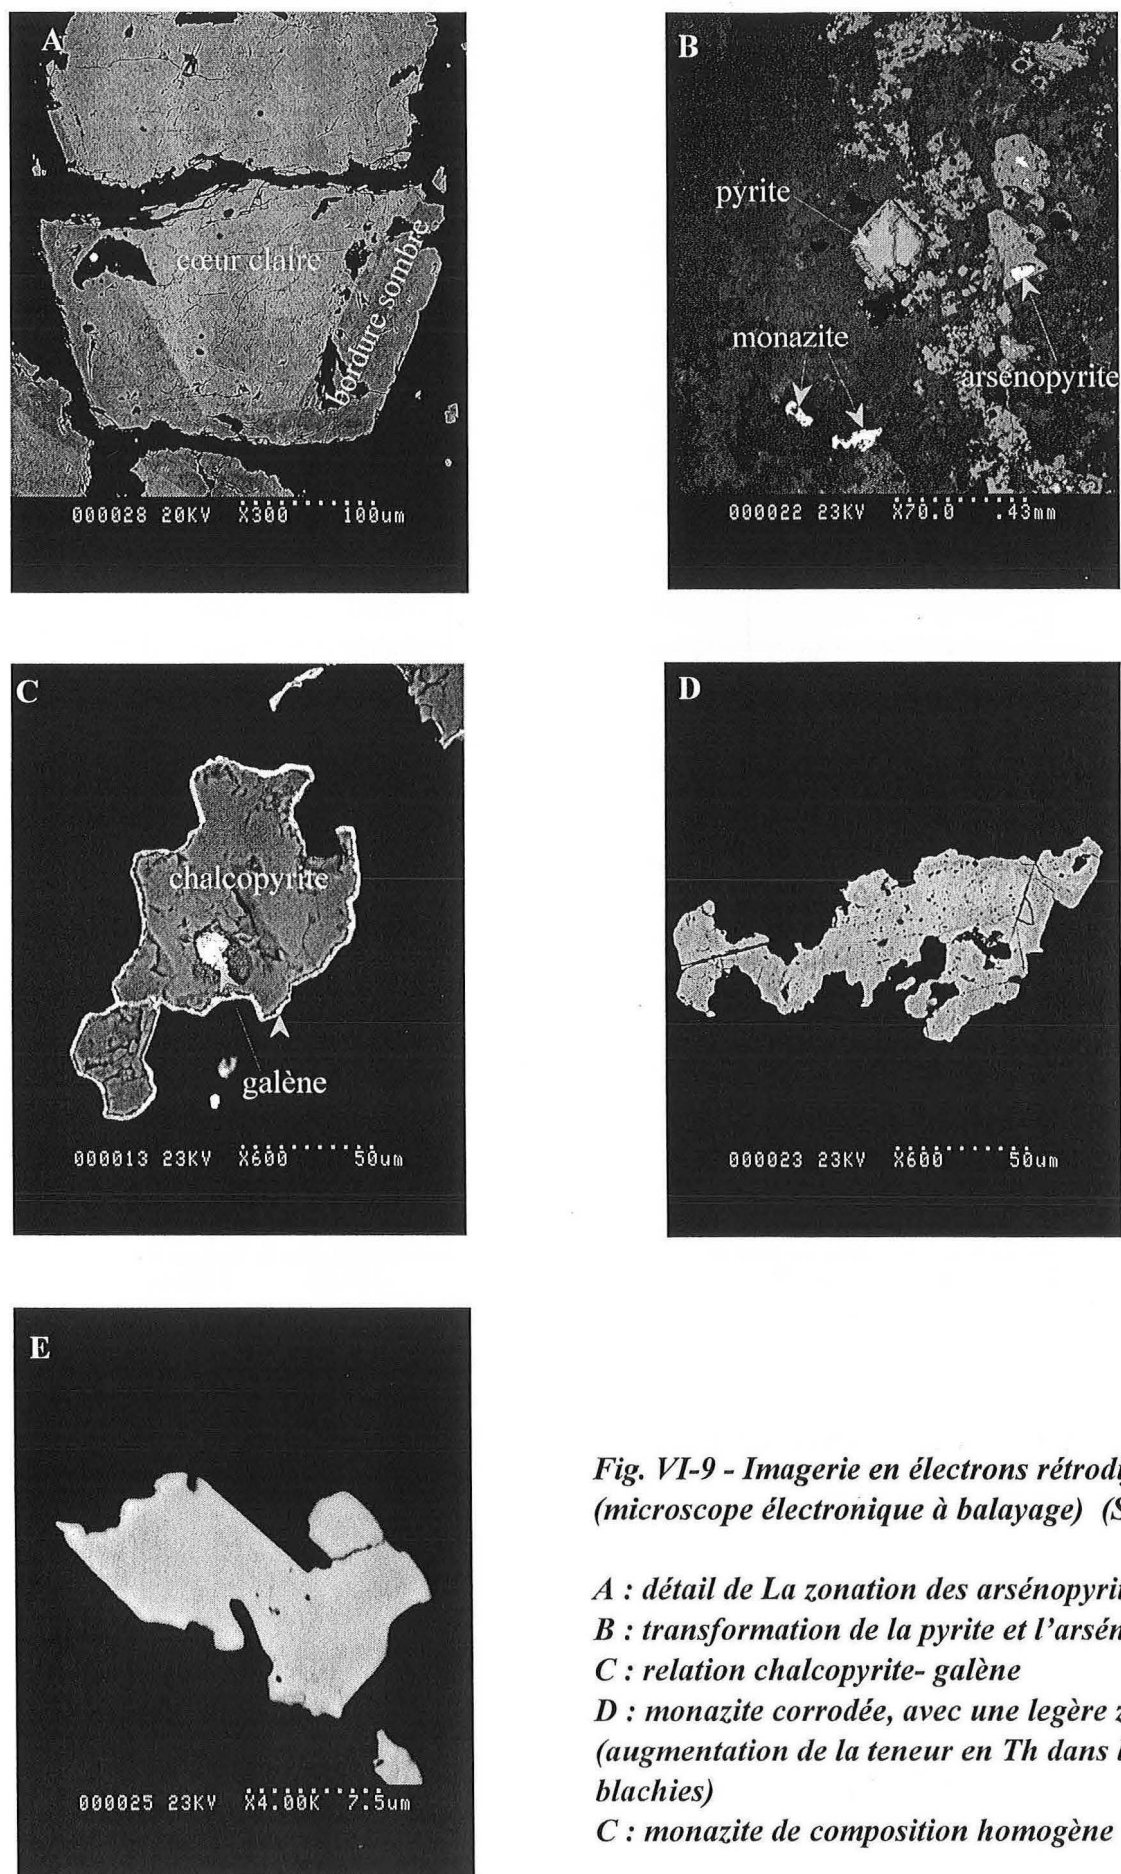 A
cœur claire
bordure sombre
000028 20KV X300 100um
B
pyrite
monazite
arsénopyrite
000022 23KV X70.0 .43mm
C
chalcopyrite
galène
000013 23KV X600 50um
D
000023 23KV X600 50um
E
000025 23KV X4.00K 7.5um
Fig. VI-9 - Imagerie en électrons
(microscope électronique à balayage)
A : détail de La zonation des
B : transformation de la pyrite et
C : relation chalcopyrite- galène
D : monazite corrodée, avec une legère
(augmentation de la teneur en Th dans
blachies)
C : monazite de composition homogène